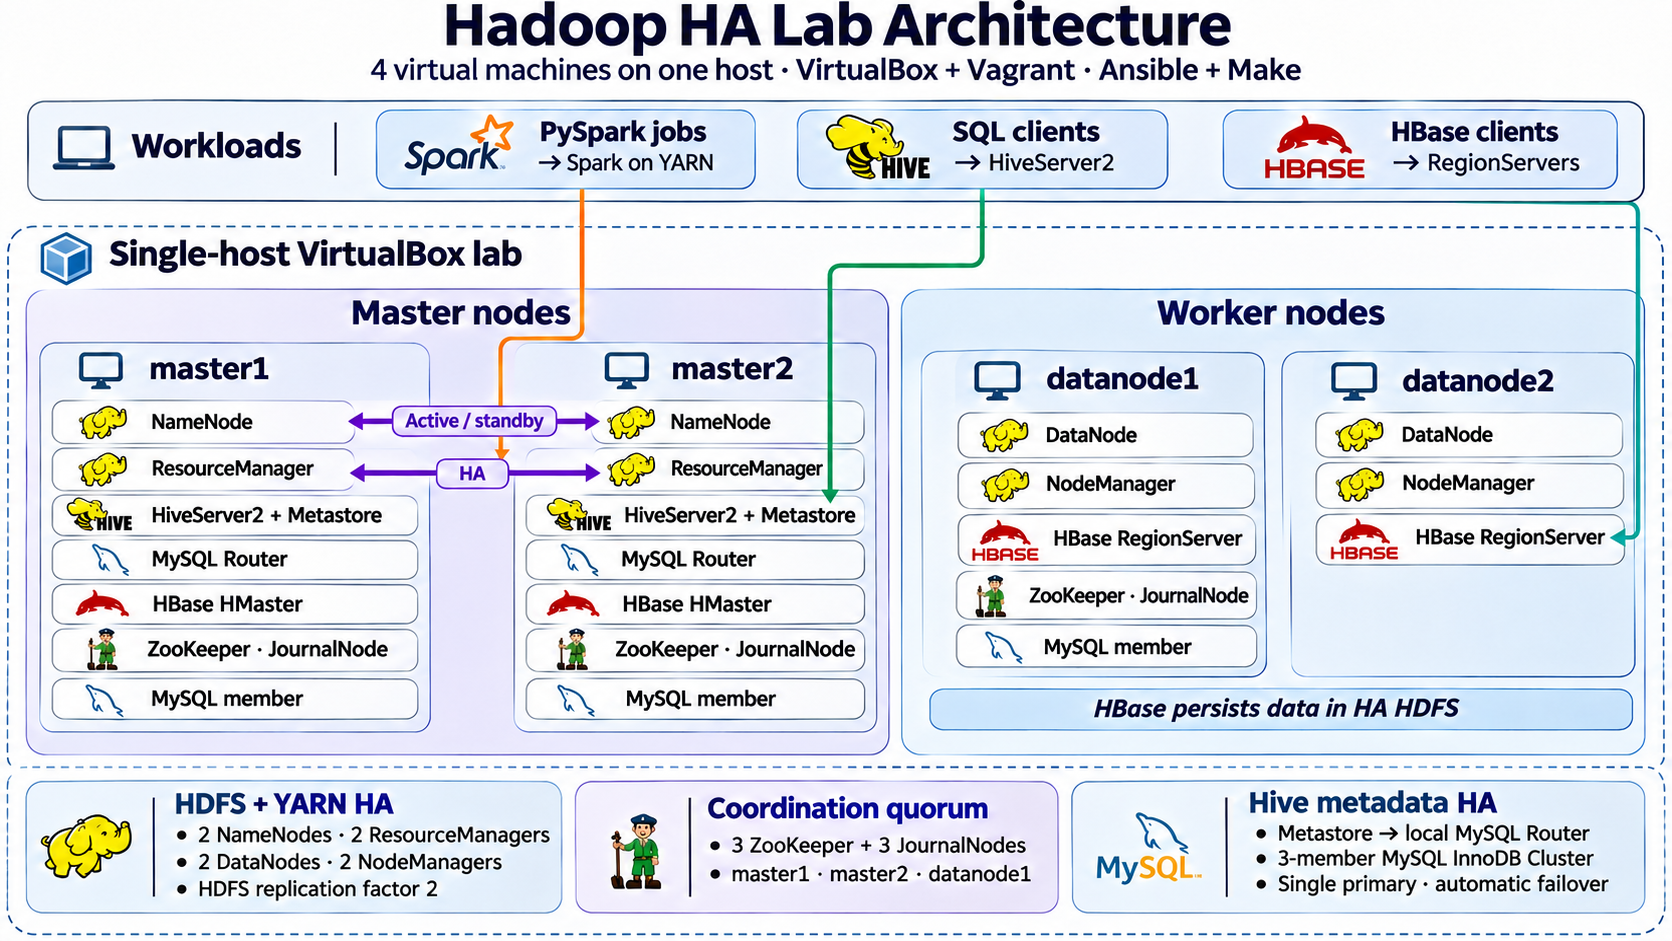 Hadoop HA Lab Architecture
4 virtual machines on one host · VirtualBox + Vagrant · Ansible + Make
Workloads
Spark
PySpark jobs
→ Spark on YARN
HIVE
SQL clients
→ HiveServer2
HBASE
HBase clients
→ RegionServers
Single-host VirtualBox lab
Master nodes
master1
NameNode
ResourceManager
HIVE
HiveServer2 + Metastore
MySQL Router
HBase HMaster
ZooKeeper · JournalNode
MySQL member
Active / standby
HA
master2
NameNode
ResourceManager
HIVE
HiveServer2 + Metastore
MySQL Router
HBase HMaster
ZooKeeper · JournalNode
MySQL member
Worker nodes
datanode1
DataNode
NodeManager
HBASE
HBase RegionServer
ZooKeeper · JournalNode
MySQL member
datanode2
DataNode
NodeManager
HBASE
HBase RegionServer
HBase persists data in HA HDFS
HDFS + YARN HA
• 2 NameNodes · 2 ResourceManagers
• 2 DataNodes · 2 NodeManagers
• HDFS replication factor 2
Coordination quorum
• 3 ZooKeeper + 3 JournalNodes
• master1 · master2 · datanode1
MySQL
Hive metadata HA
• Metastore → local MySQL Router
• 3-member MySQL InnoDB Cluster
• Single primary · automatic failover